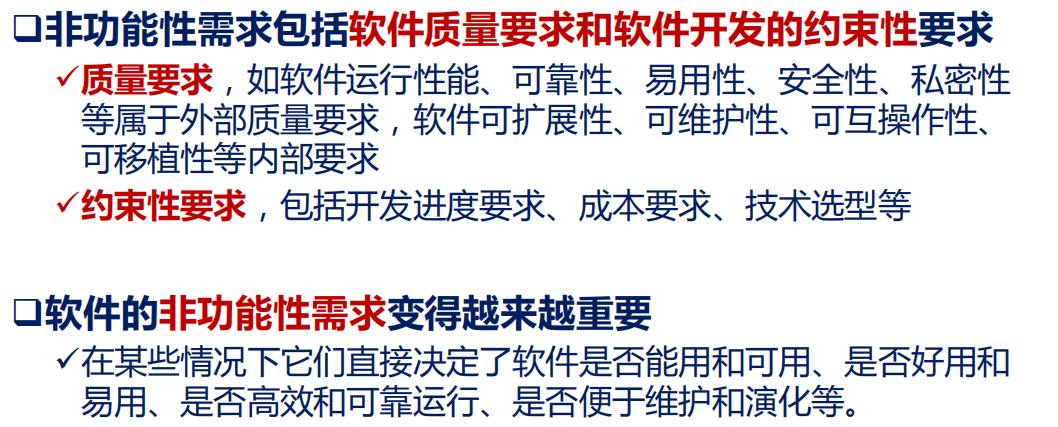 ❑非功能性需求包括软件质量要求和软件开发的约束性要求
✓质量要求，如软件运行性能、可靠性、易用性、安全性、私密性
等属于外部质量要求，软件可扩展性、可维护性、可互操作性、
可移植性等内部要求
✓约束性要求，包括开发进度要求、成本要求、技术选型等
❑软件的非功能性需求变得越来越重要
✓在某些情况下它们直接决定了软件是否能用和可用、是否好用和
易用、是否高效和可靠运行、是否便于维护和演化等。